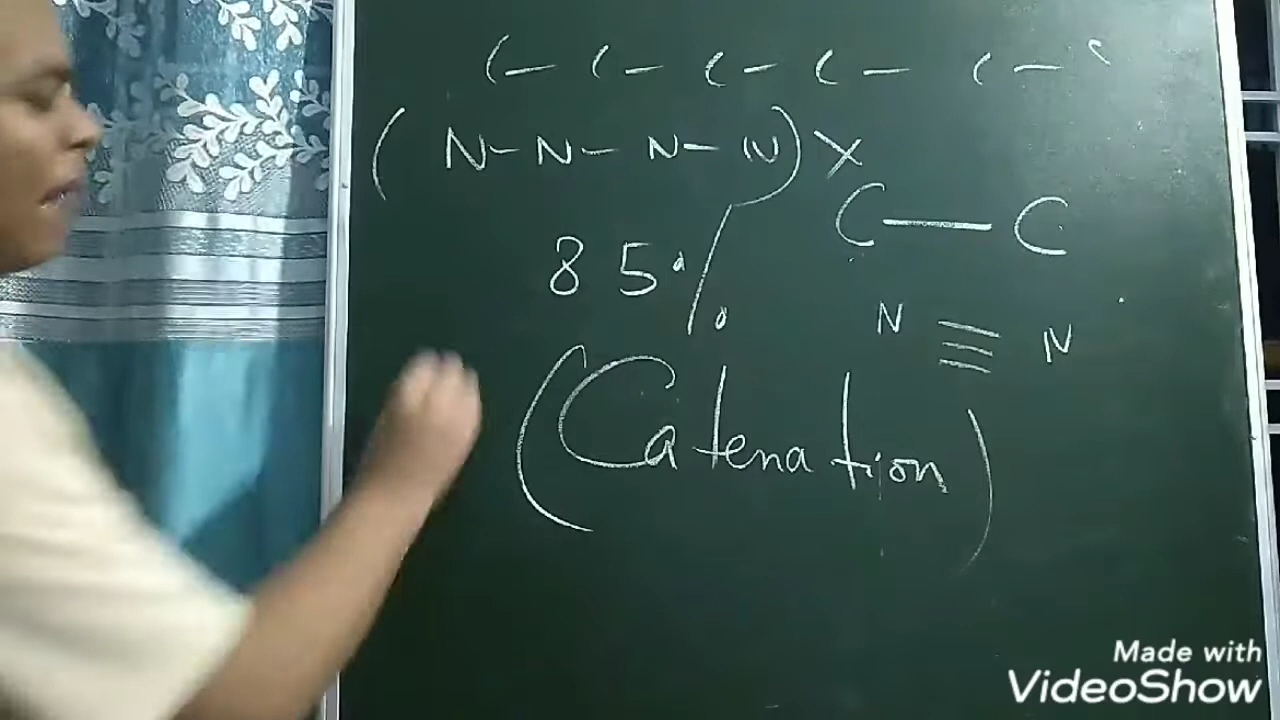 C – C – C – C – C – C
( N – N – N – N ) X
C — C
85%
N ≡ N
(Catenation)
Made with
VideoShow